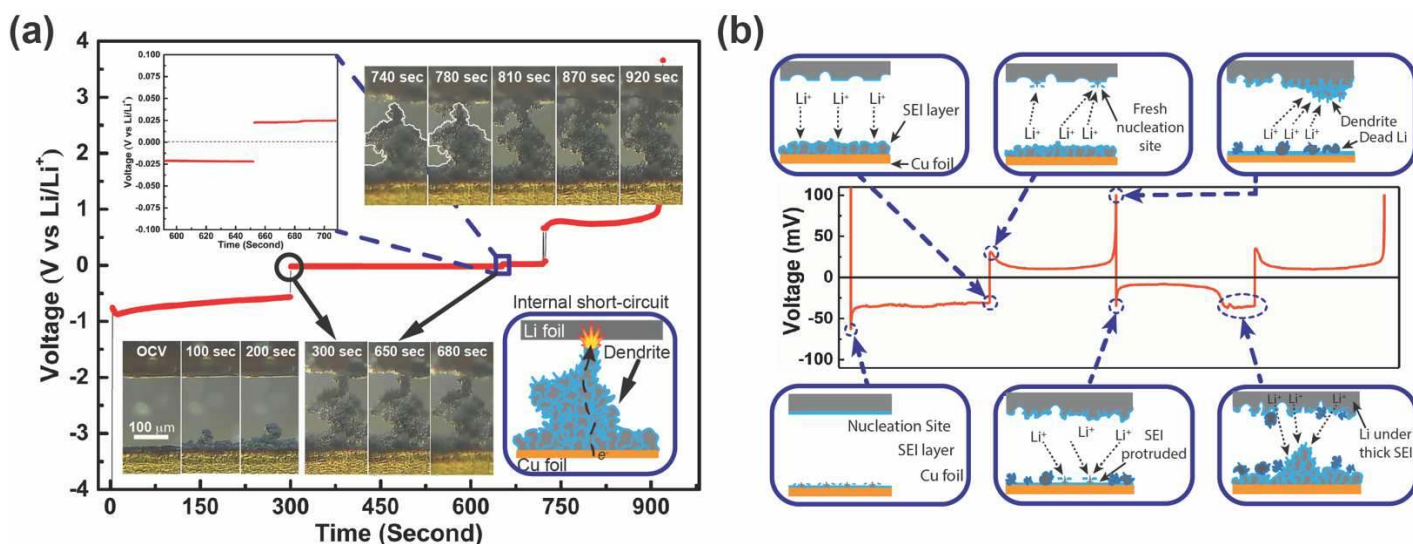 (a)
Voltage (V vs Li/Li⁺)
4
3
2
1
0
-1
-2
-3
-4
0 150 300 450 600 750 900
Time (Second)
Voltage (V vs Li/Li⁺)
0.100
0.075
0.050
0.025
0.000
-0.025
-0.050
-0.075
-0.100
600 620 640 660 680 700
Time (Second)
740 sec 780 sec 810 sec 870 sec 920 sec
OCV 100 sec 200 sec 300 sec 650 sec 680 sec
100 μm
Internal short-circuit
Li foil
Dendrite
e⁻
Cu foil
(b)
Li⁺ Li⁺ Li⁺
SEI layer
Cu foil
Li⁺ Li⁺ Li⁺
Fresh
nucleation
site
Li⁺ Li⁺ Li⁺
Dendrite
Dead Li
Voltage (mV)
100
50
0
-50
-100
Nucleation Site
SEI layer
Cu foil
Li⁺ Li⁺ Li⁺ SEI
protruded
Li⁺ Li⁺ Li⁺
Li under
thick SEI